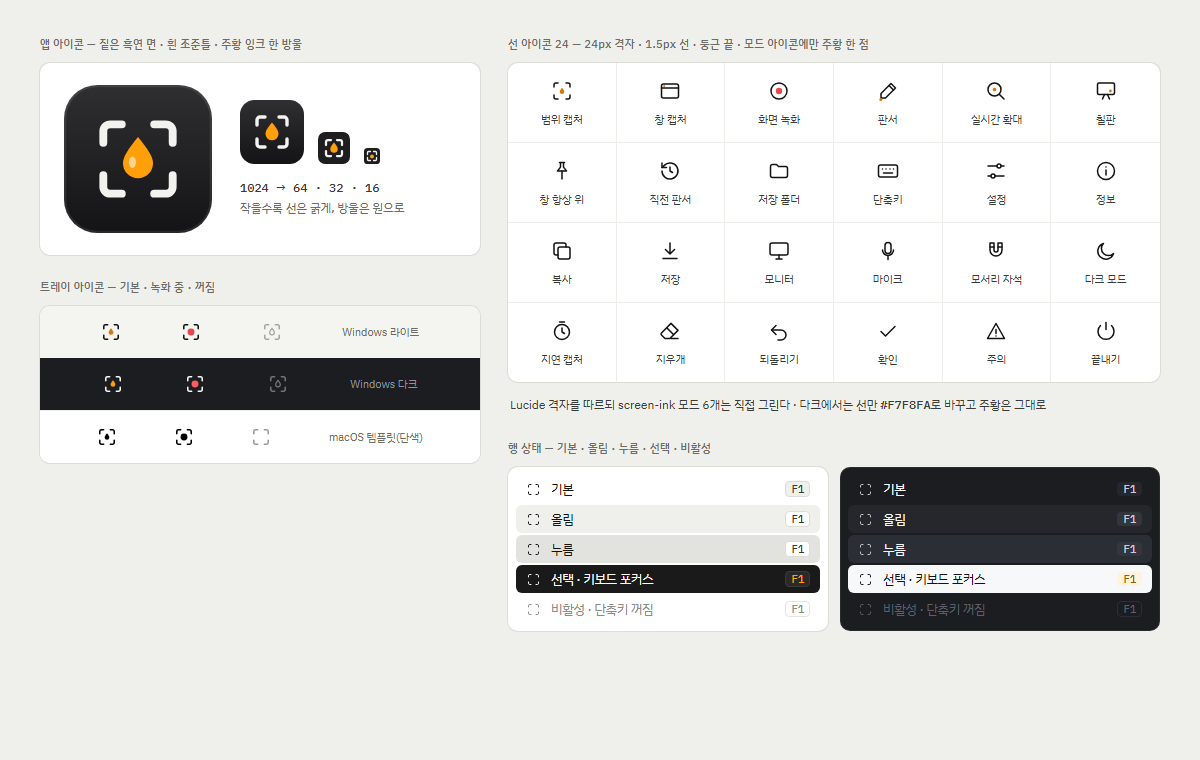 앱 아이콘 — 짙은 흑연 면 · 흰 조준틀 · 주황 잉크 한 방울
1024 → 64 · 32 · 16
작을수록 선은 굵게, 방울은 원으로
트레이 아이콘 — 기본 · 녹화 중 · 꺼짐
Windows 라이트
Windows 다크
macOS 템플릿(단색)
선 아이콘 24 — 24px 격자 · 1.5px 선 · 둥근 끝 · 모드 아이콘에만 주황 한 점
범위 캡처
창 캡처
화면 녹화
판서
실시간 확대
칠판
창 항상 위
직전 판서
저장 폴더
단축키
설정
정보
복사
저장
모니터
마이크
모서리 자석
다크 모드
지연 캡처
지우개
되돌리기
확인
주의
끝내기
Lucide 격자를 따르되 screen-ink 모드 6개는 직접 그린다 · 다크에서는 선만 #F7F8FA로 바꾸고 주황은 그대로
행 상태 — 기본 · 올림 · 누름 · 선택 · 비활성
기본 F1
올림 F1
누름 F1
선택 · 키보드 포커스 F1
비활성 · 단축키 꺼짐 F1
기본 F1
올림 F1
누름 F1
선택 · 키보드 포커스 F1
비활성 · 단축키 꺼짐 F1